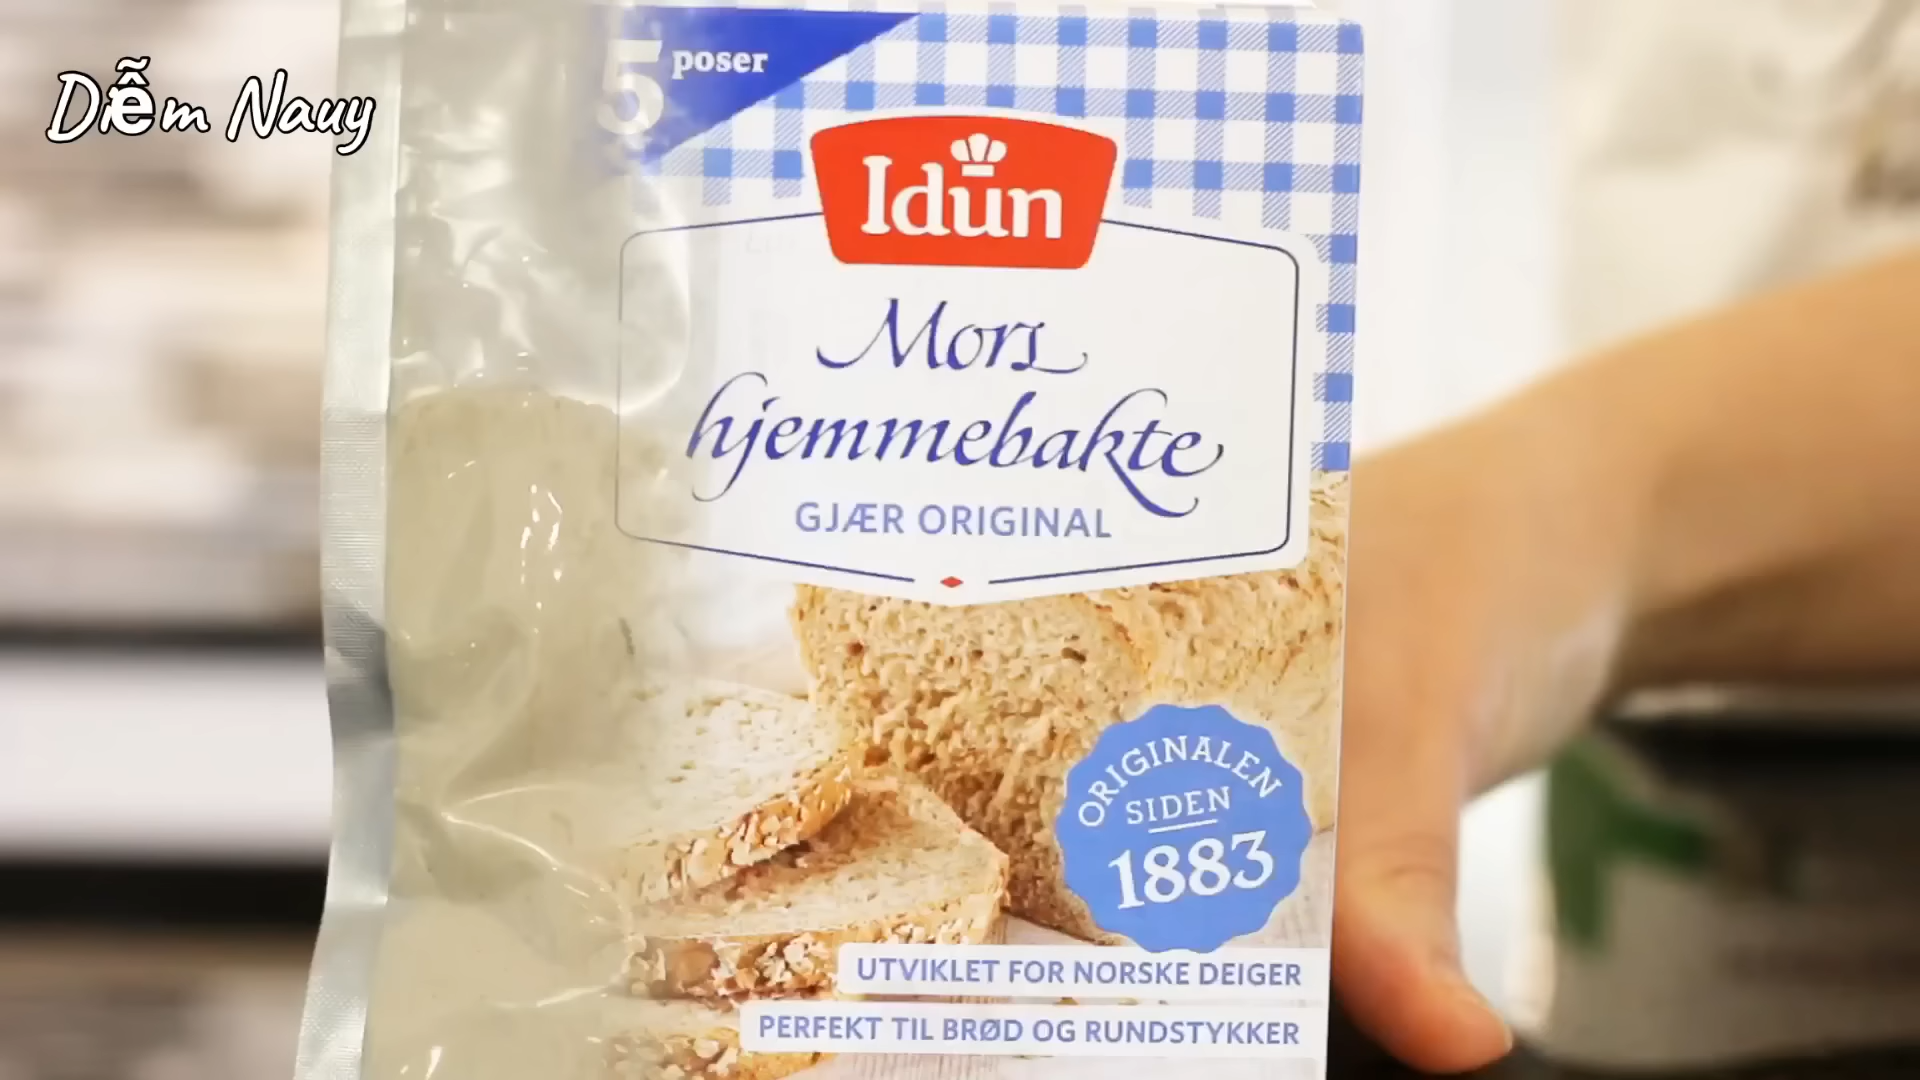 Diễm Nauy
5 poser
Idun
Mors
hjemmebakte
GJÆR ORIGINAL
ORIGINALEN
SIDEN
1883
UTVIKLET FOR NORSKE DEIGER
PERFEKT TIL BRØD OG RUNDSTYKKER